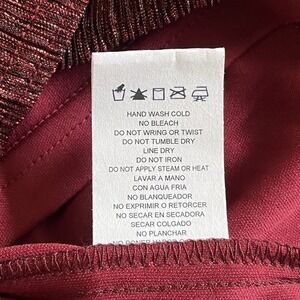 HAND WASH COLD
NO BLEACH
DO NOT WRING OR TWIST
DO NOT TUMBLE DRY
LINE DRY
DO NOT IRON
DO NOT APPLY STEAM OR HEAT
LAVAR A MANO
CON AGUA FRIA
NO BLANQUEADOR
NO EXPRIMIR O RETORCER
NO SECAR EN SECADORA
SECAR COLGADO
NO PLANCHAR
NO PONER